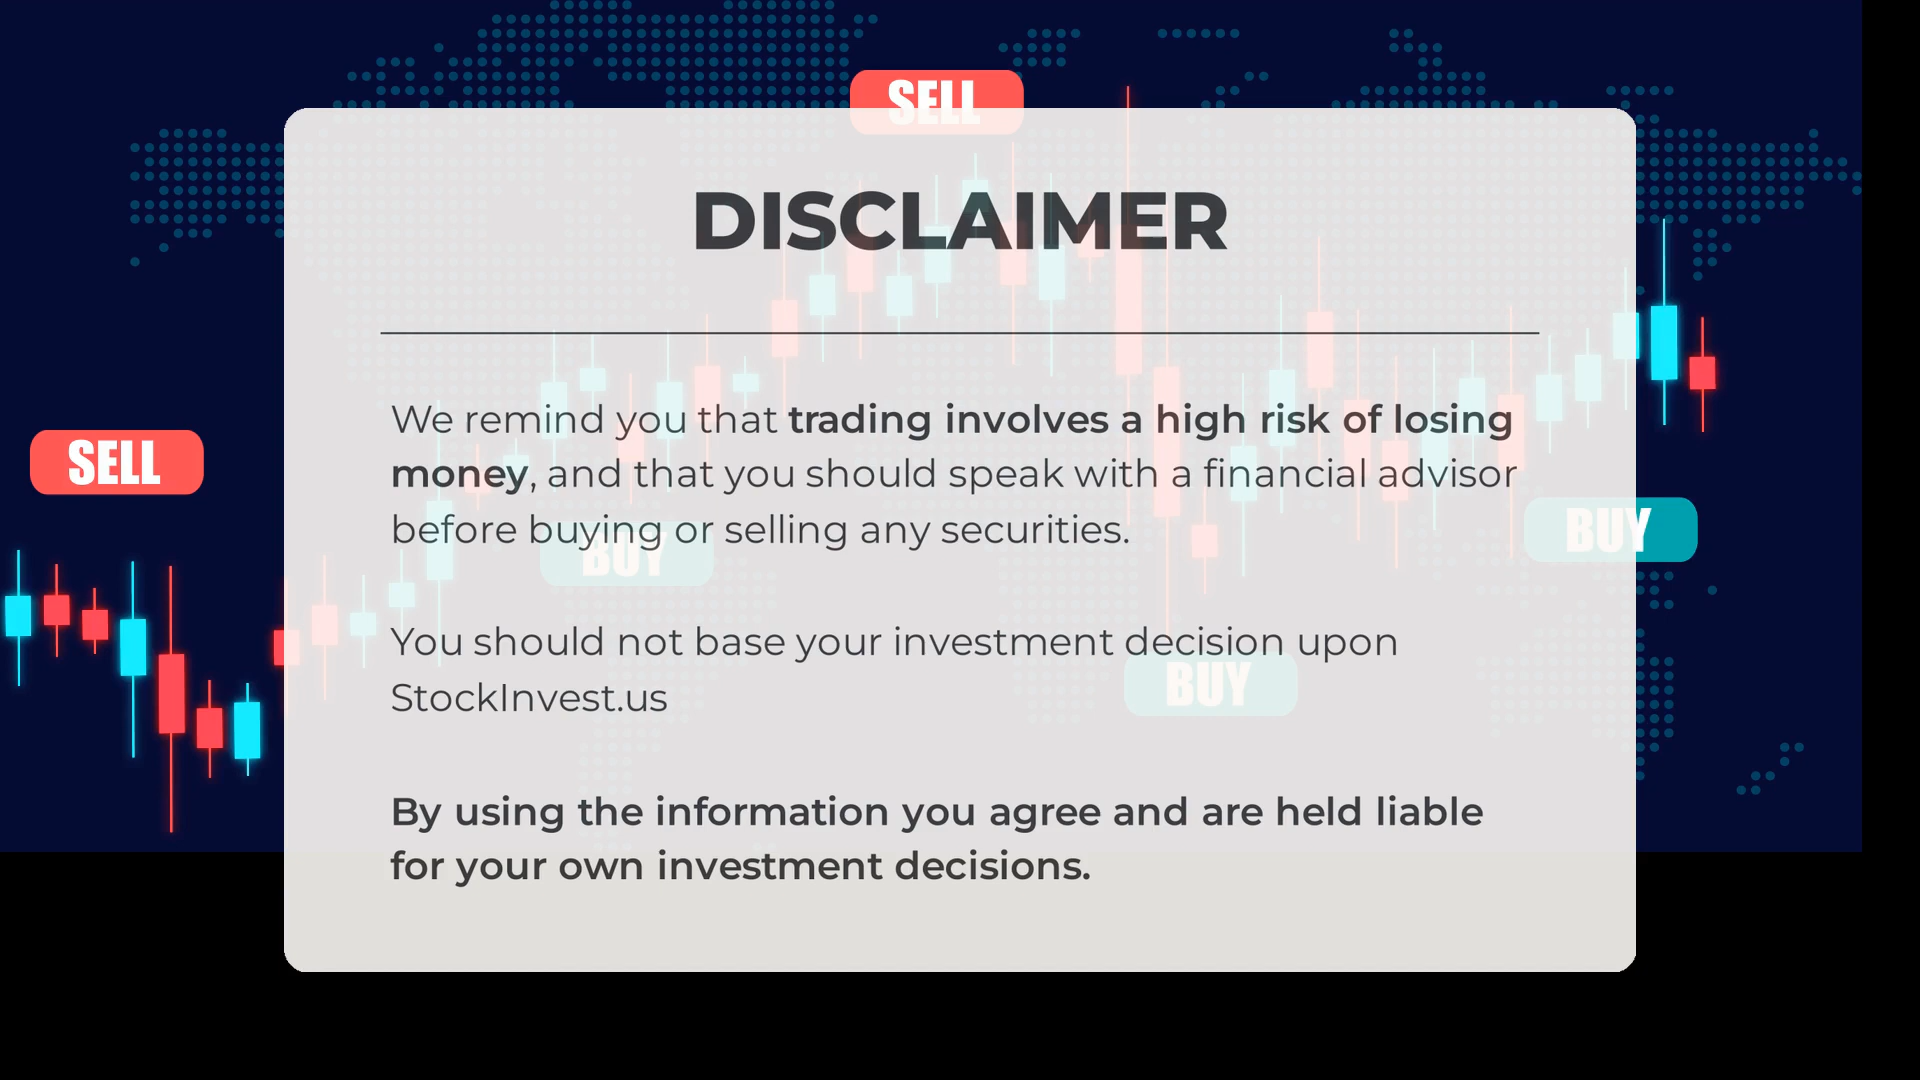 SELL
DISCLAIMER
We remind you that trading involves a high risk of losing
money, and that you should speak with a financial advisor
before buying or selling any securities.
SELL
BUY
BUY
You should not base your investment decision upon
StockInvest.us
BUY
By using the information you agree and are held liable
for your own investment decisions.